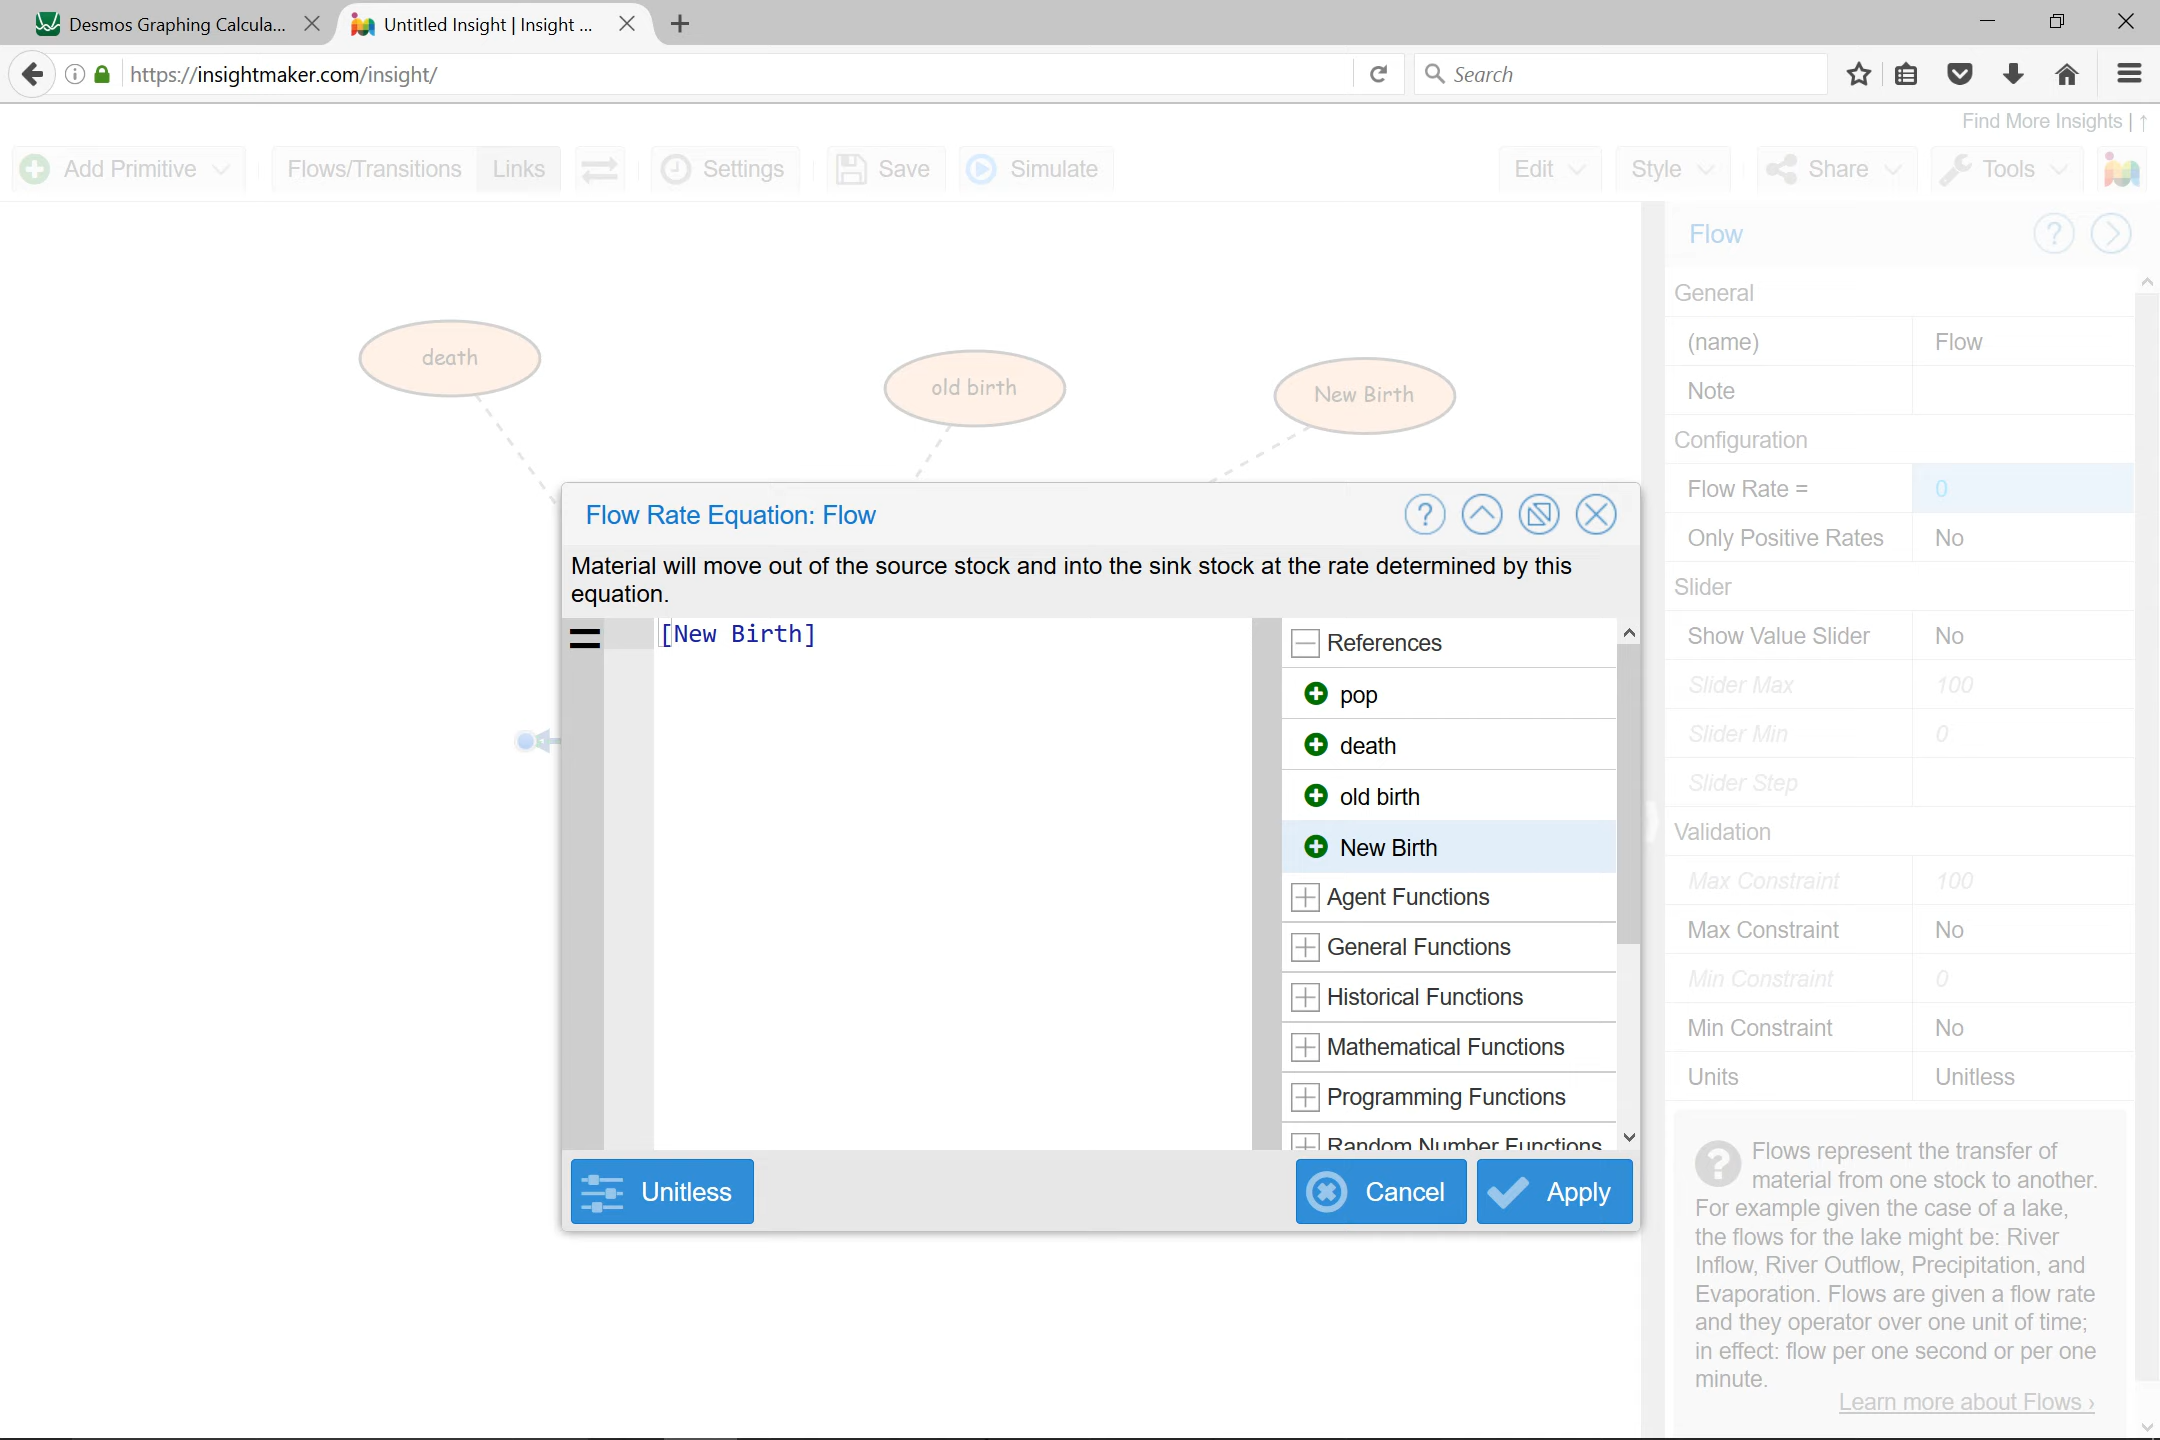 Desmos Graphing Calcula...
Untitled Insight | Insight ...
https://insightmaker.com/insight/
Search
Find More Insights | ↑
Add Primitive
Flows/Transitions
Links
Settings
Save
Simulate
Edit
Style
Share
Tools
death
old birth
New Birth
Flow Rate Equation: Flow
Material will move out of the source stock and into the sink stock at the rate determined by this
equation.
=
[New Birth]
References
pop
death
old birth
New Birth
Agent Functions
General Functions
Historical Functions
Mathematical Functions
Programming Functions
Random Number Functions
Unitless
Cancel
Apply
Flow
General
(name) Flow
Note
Configuration
Flow Rate = 0
Only Positive Rates No
Slider
Show Value Slider No
Slider Max 100
Slider Min 0
Slider Step
Validation
Max Constraint 100
Max Constraint No
Min Constraint 0
Min Constraint No
Units Unitless
Flows represent the transfer of
material from one stock to another.
For example given the case of a lake,
the flows for the lake might be: River
Inflow, River Outflow, Precipitation, and
Evaporation. Flows are given a flow rate
and they operator over one unit of time;
in effect: flow per one second or per one
minute.
Learn more about Flows ›